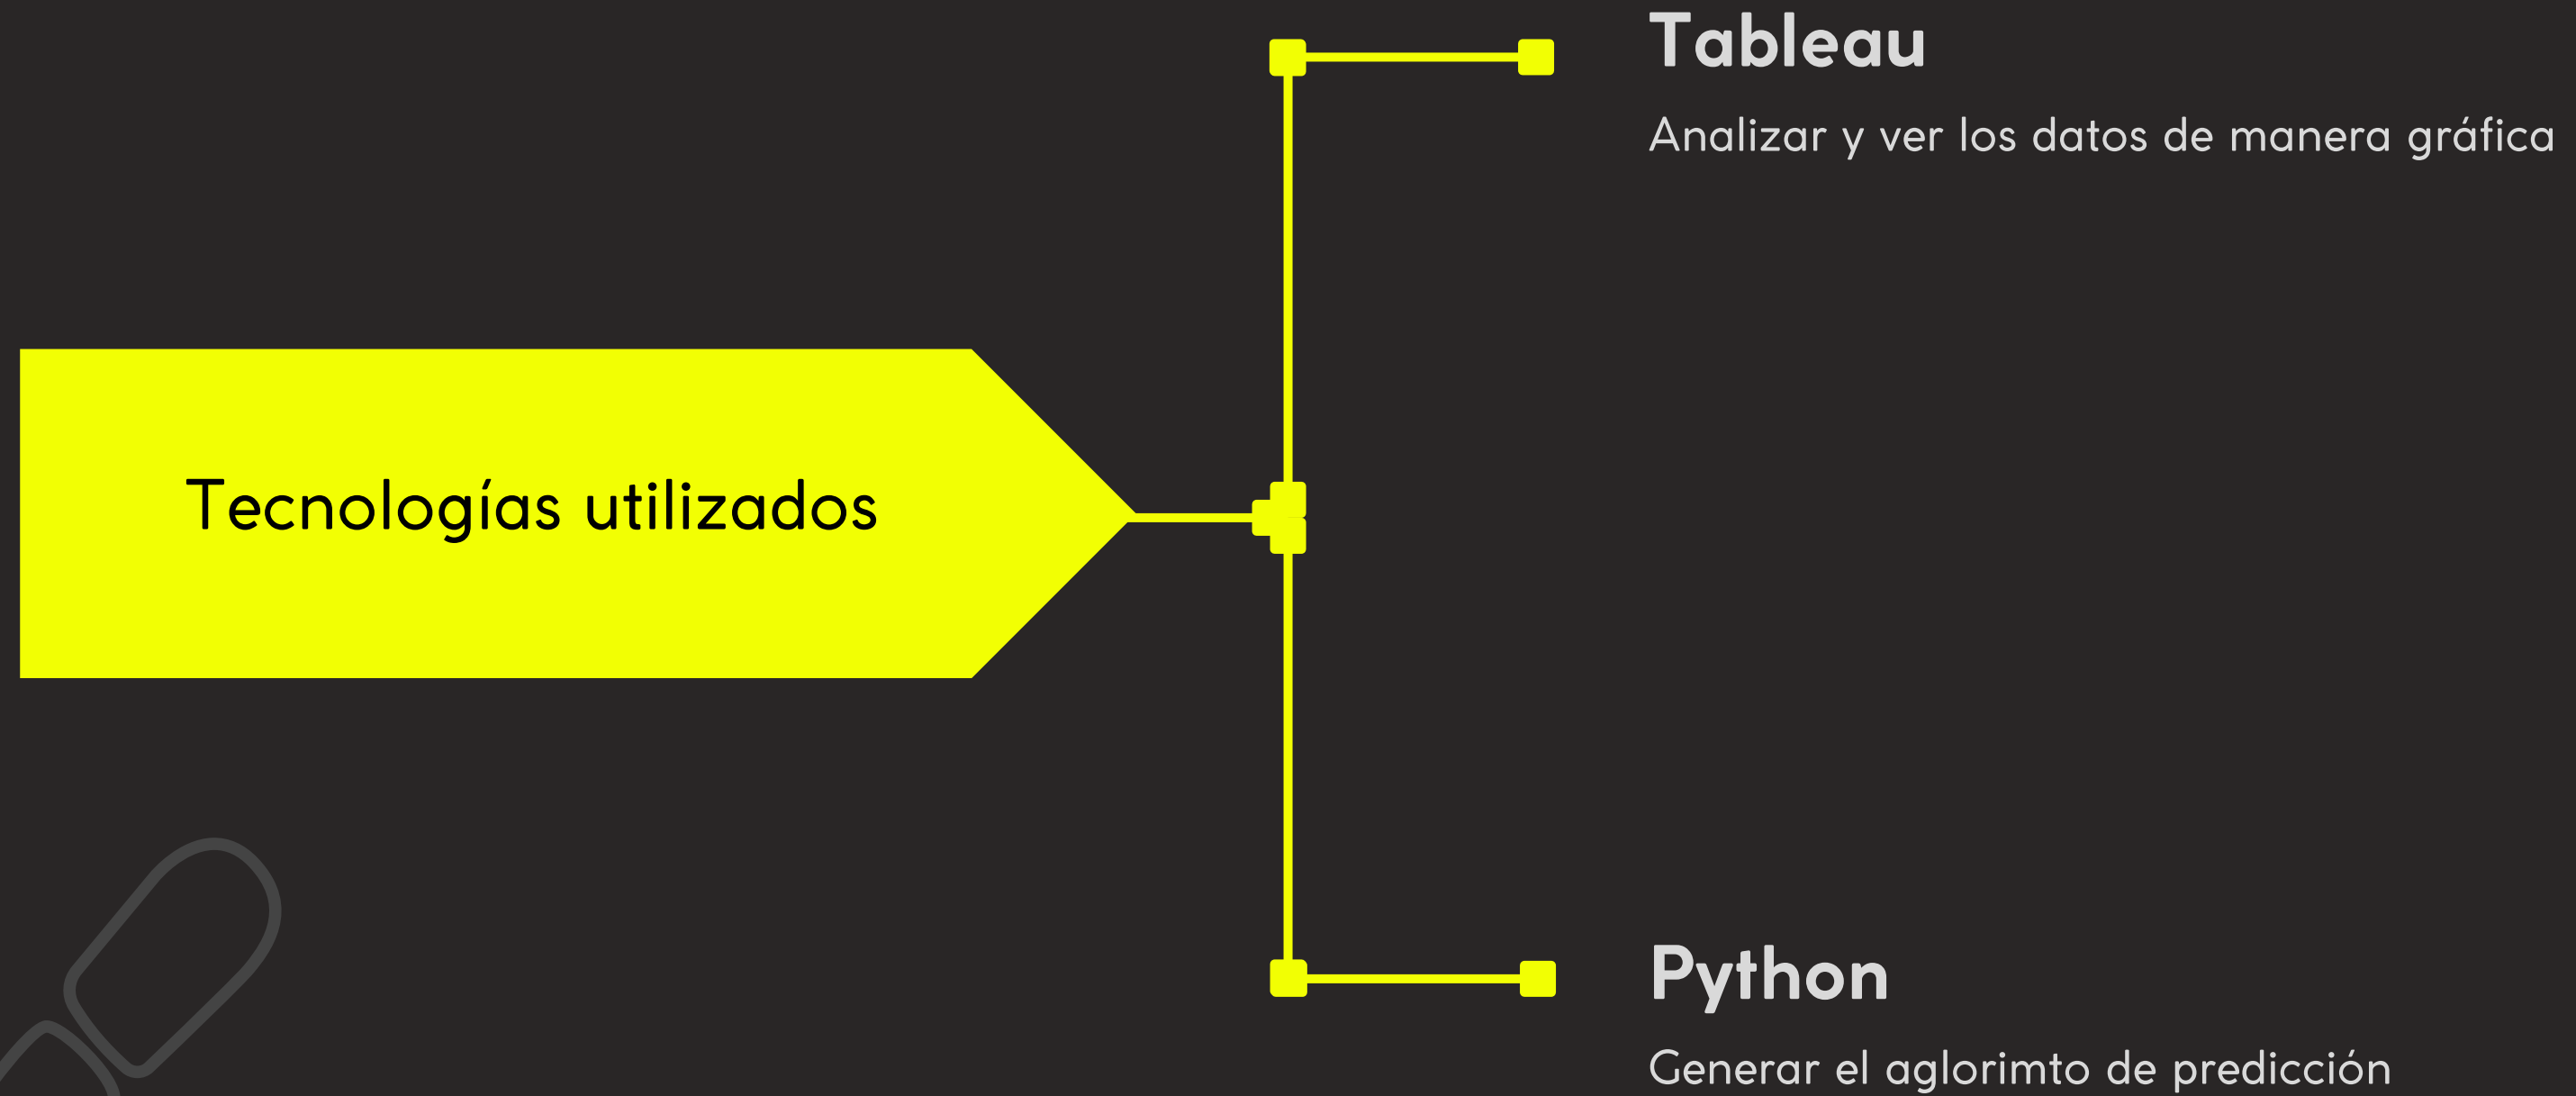 Tableau
Analizar y ver los datos de manera gráfica
Tecnologías utilizados
Python
Generar el aglorimto de predicción